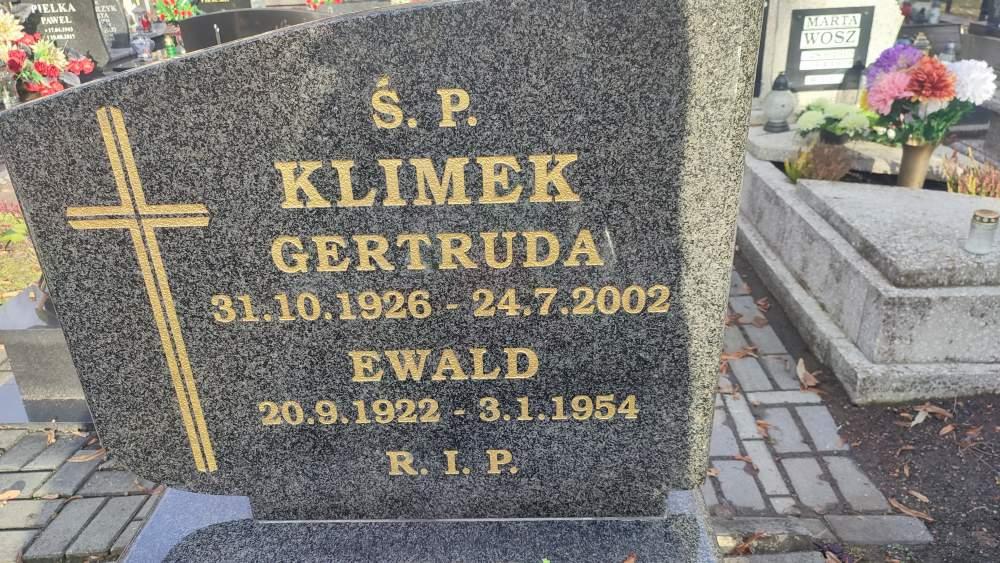 PIELKA
PAWEŁ
Ś. P.
KLIMEK
GERTRUDA
31.10.1926 - 24.7.2002
EWALD
20.9.1922 - 3.1.1954
R. I. P.
MARTA
WOSZ